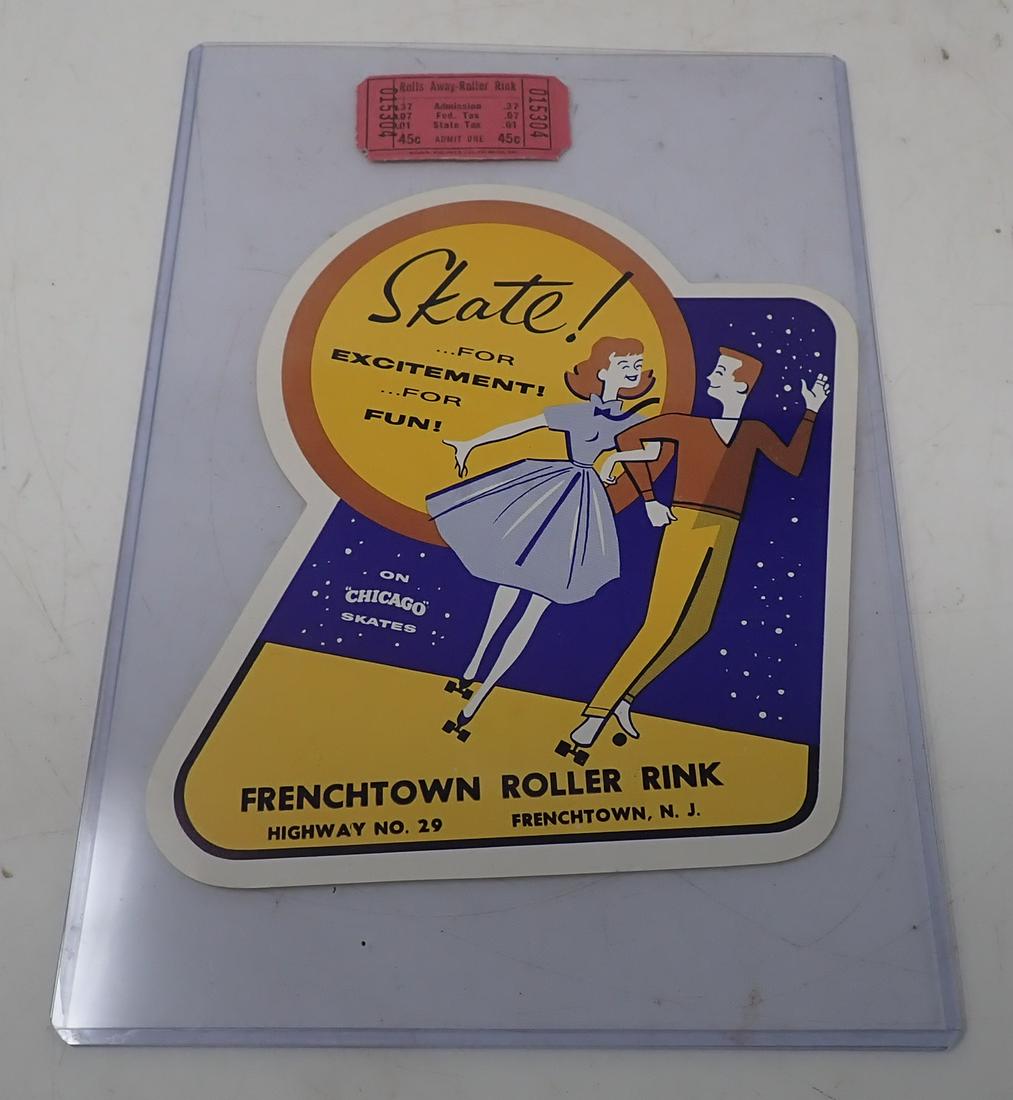 Rolls Away-Roller Rink
015304
015304
.37 Admission .37
.07 Fed. Tax .07
.01 State Tax .01
45c ADMIT ONE 45c
Skate!
...FOR
EXCITEMENT!
...FOR
FUN!
ON
"CHICAGO"
SKATES
FRENCHTOWN ROLLER RINK
HIGHWAY NO. 29 FRENCHTOWN, N. J.